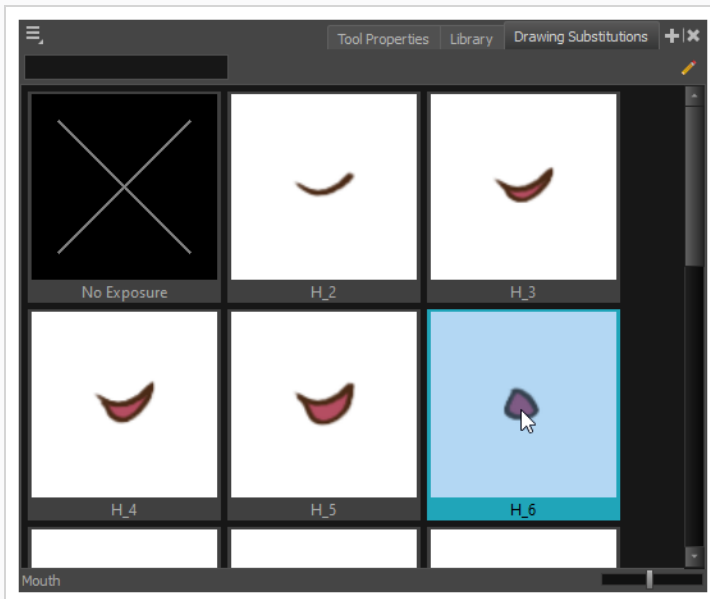 Tool Properties Library Drawing Substitutions
No Exposure H_2 H_3
H_4 H_5 H_6
Mouth